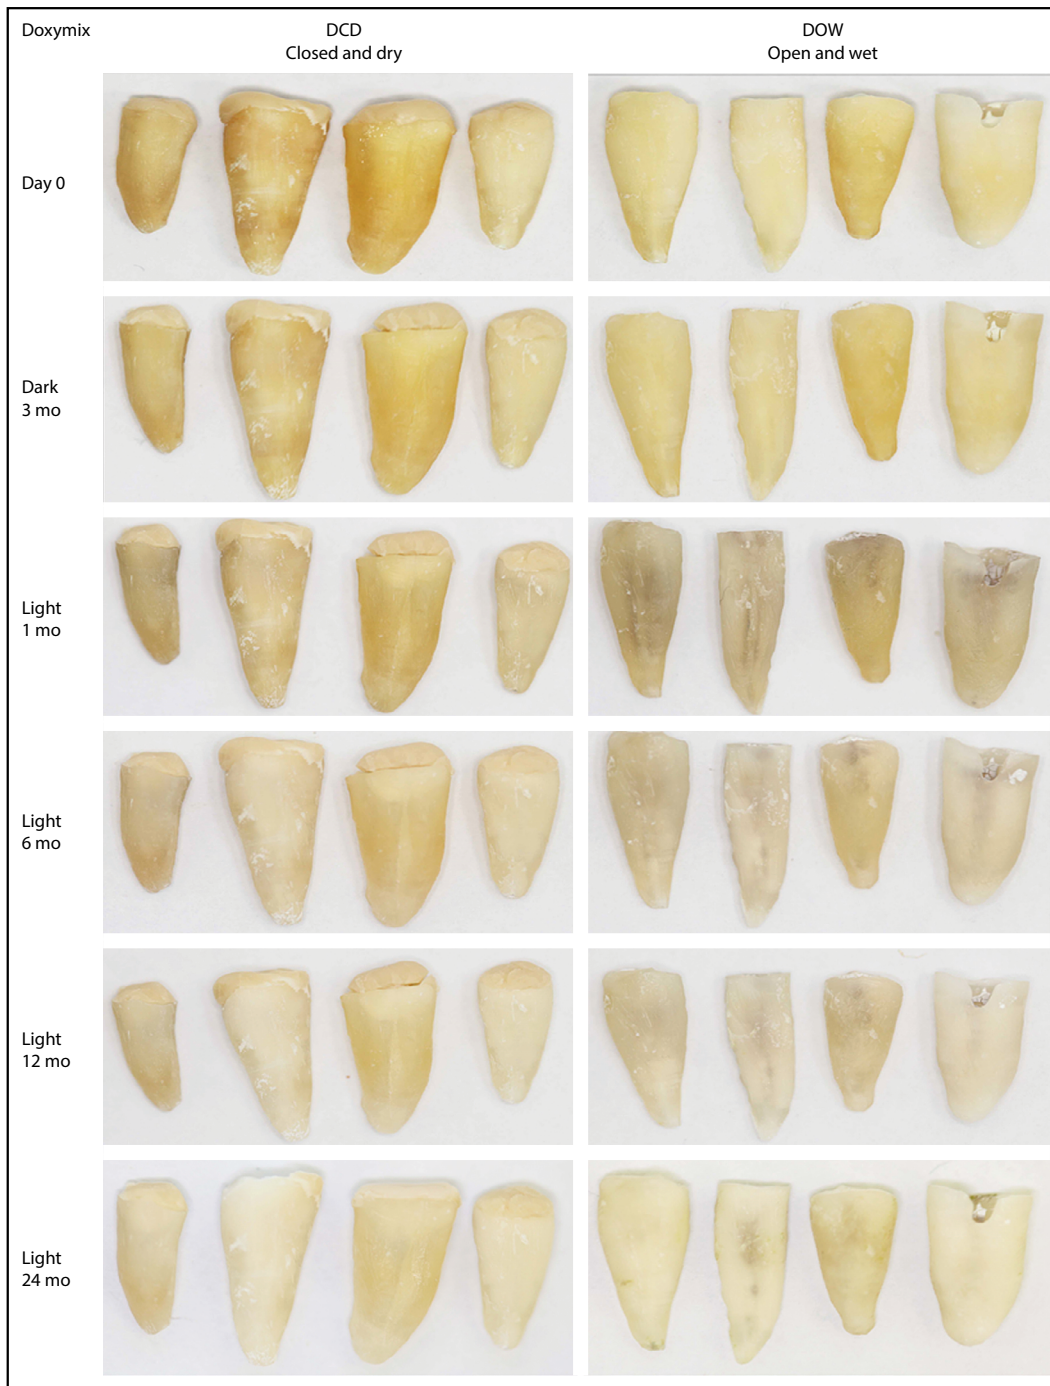 Doxymix
DCD
Closed and dry
DOW
Open and wet
Day 0
Dark
3 mo
Light
1 mo
Light
6 mo
Light
12 mo
Light
24 mo